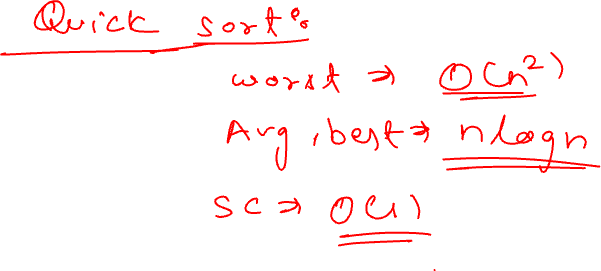 Quick sort:
worst ⇒ O(n²)
Avg, best ⇒ nlogn
SC ⇒ O(1)